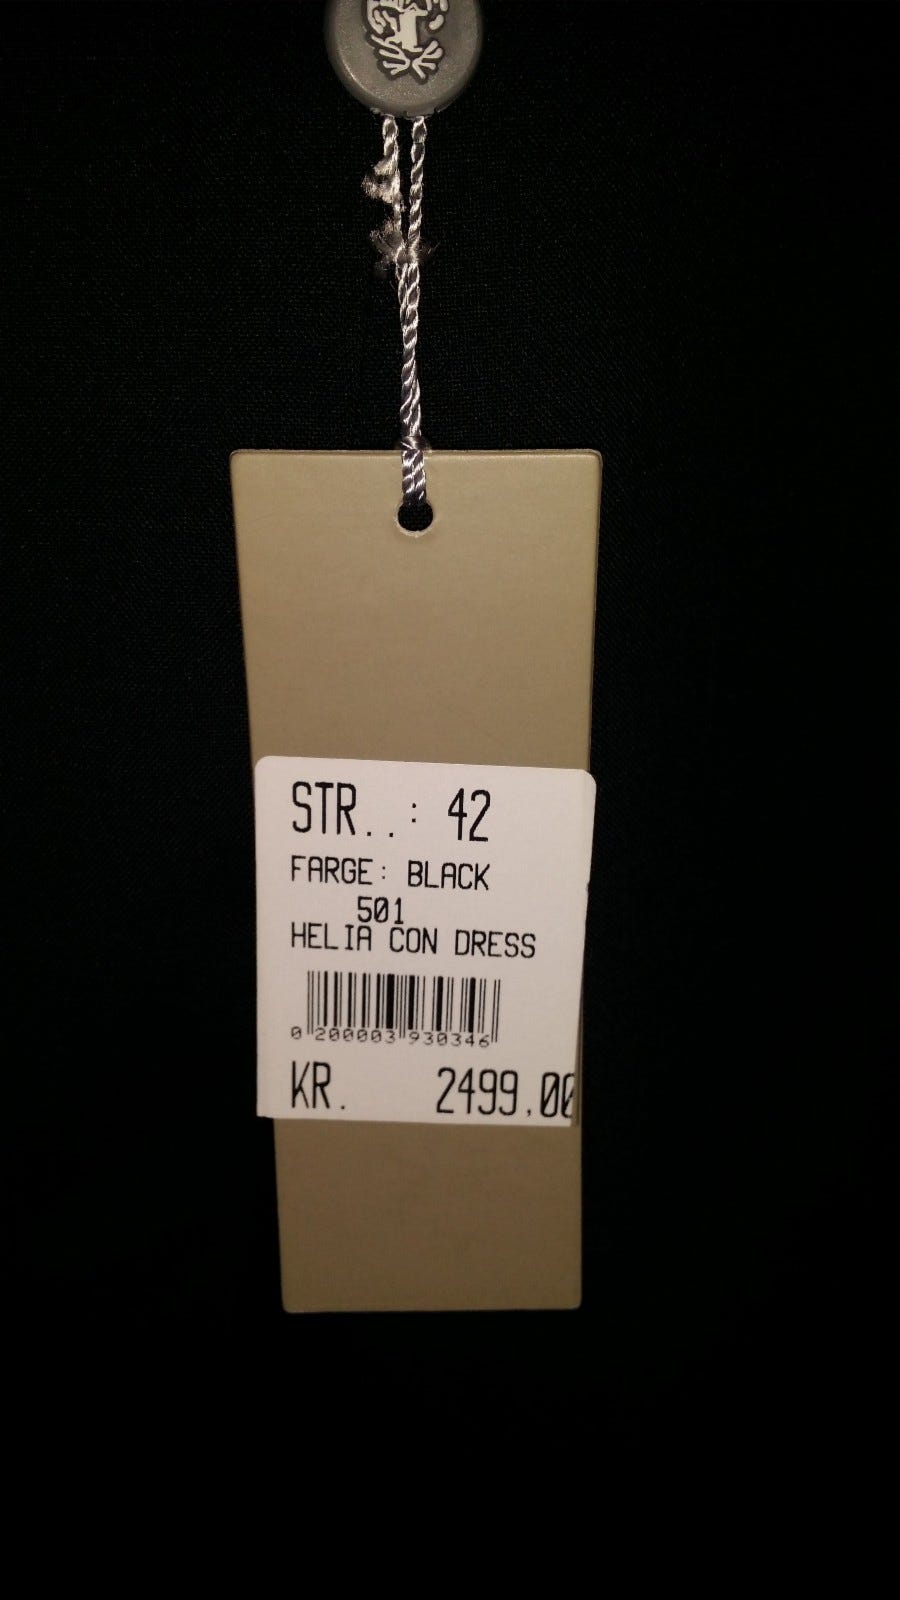 STR..: 42
FARGE: BLACK
501
HELIA CON DRESS
0 200003 930346
KR. 2499,00